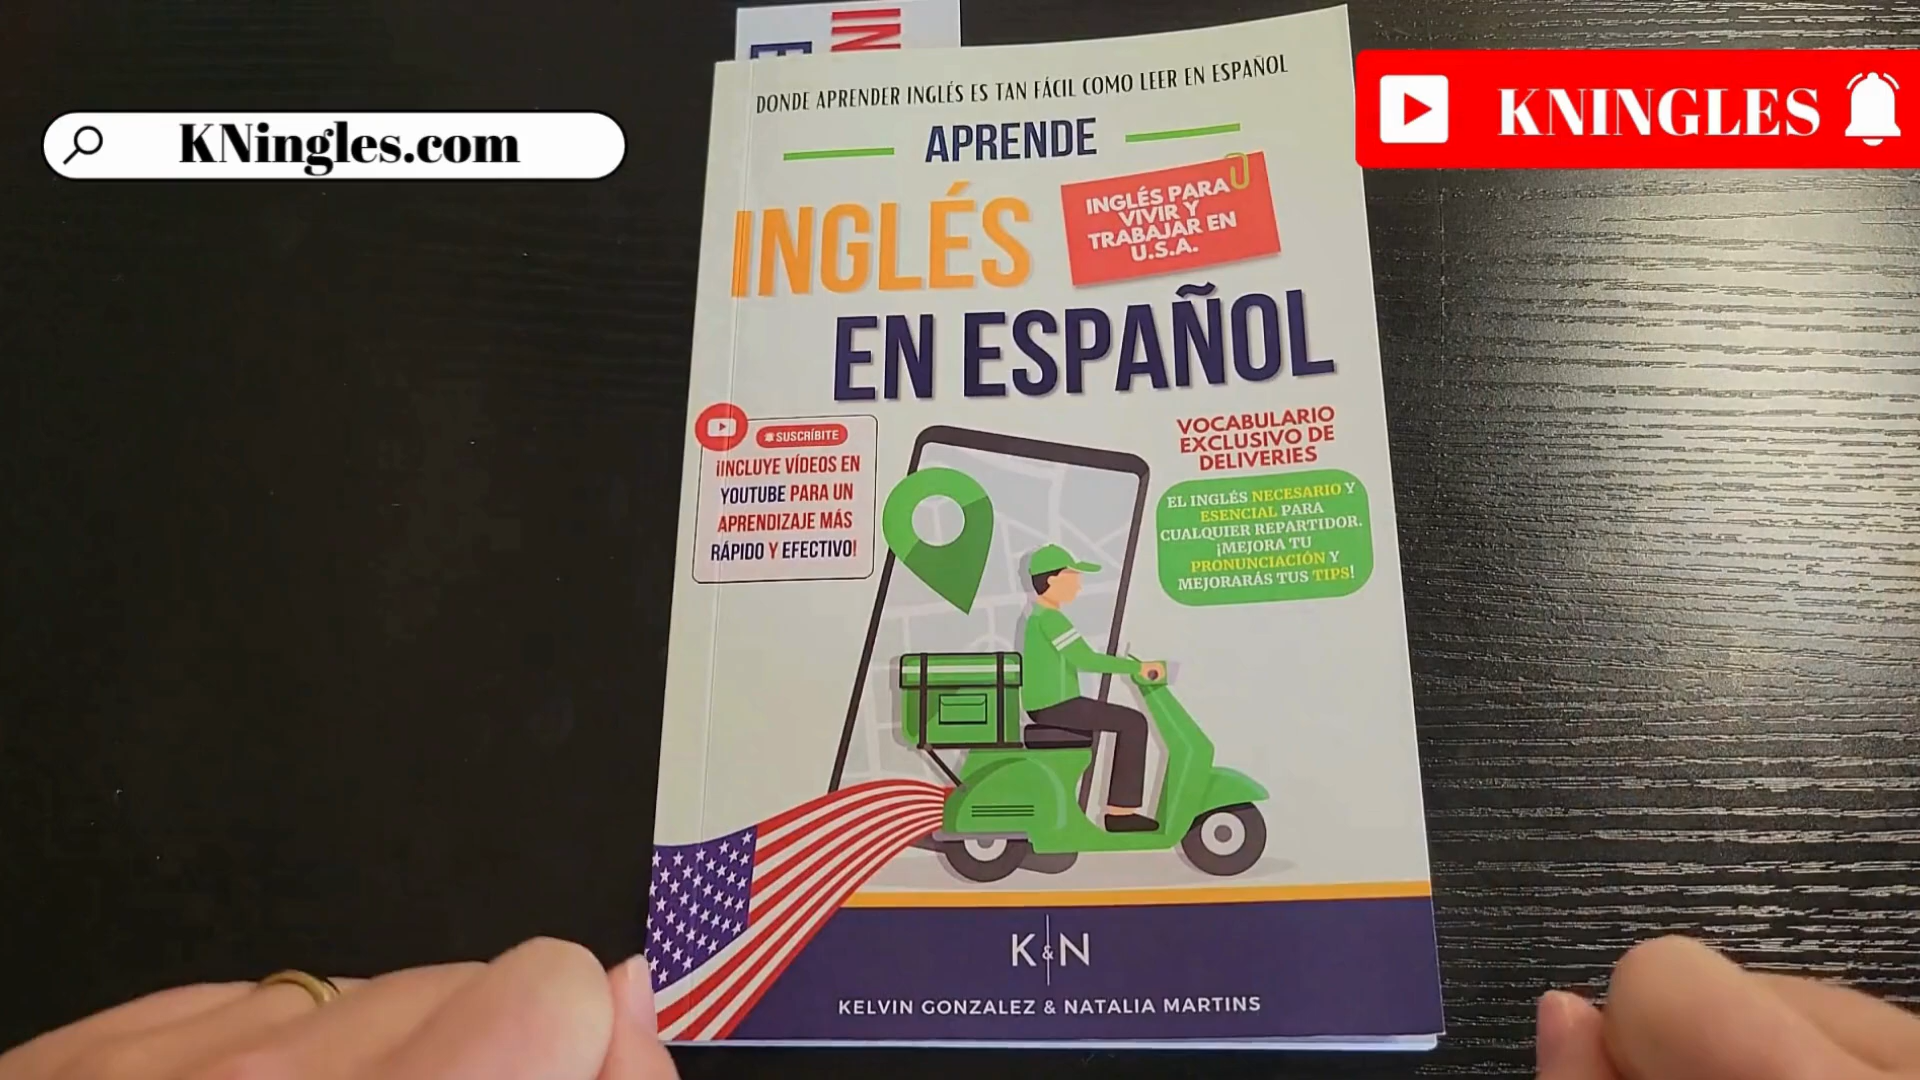 IN
E
KNingles.com
KNINGLES
DONDE APRENDER INGLÉS ES TAN FÁCIL COMO LEER EN ESPAÑOL
APRENDE
INGLÉS
EN ESPAÑOL
INGLÉS PARA
VIVIR Y
TRABAJAR EN
U.S.A.
SUSCRÍBITE
¡INCLUYE VÍDEOS EN
YOUTUBE PARA UN
APRENDIZAJE MÁS
RÁPIDO Y EFECTIVO!
VOCABULARIO
EXCLUSIVO DE
DELIVERIES
EL INGLÉS NECESARIO Y
ESENCIAL PARA
CUALQUIER REPARTIDOR.
¡MEJORA TU
PRONUNCIACIÓN Y
MEJORARÁS TUS TIPS!
K&N
KELVIN GONZALEZ & NATALIA MARTINS